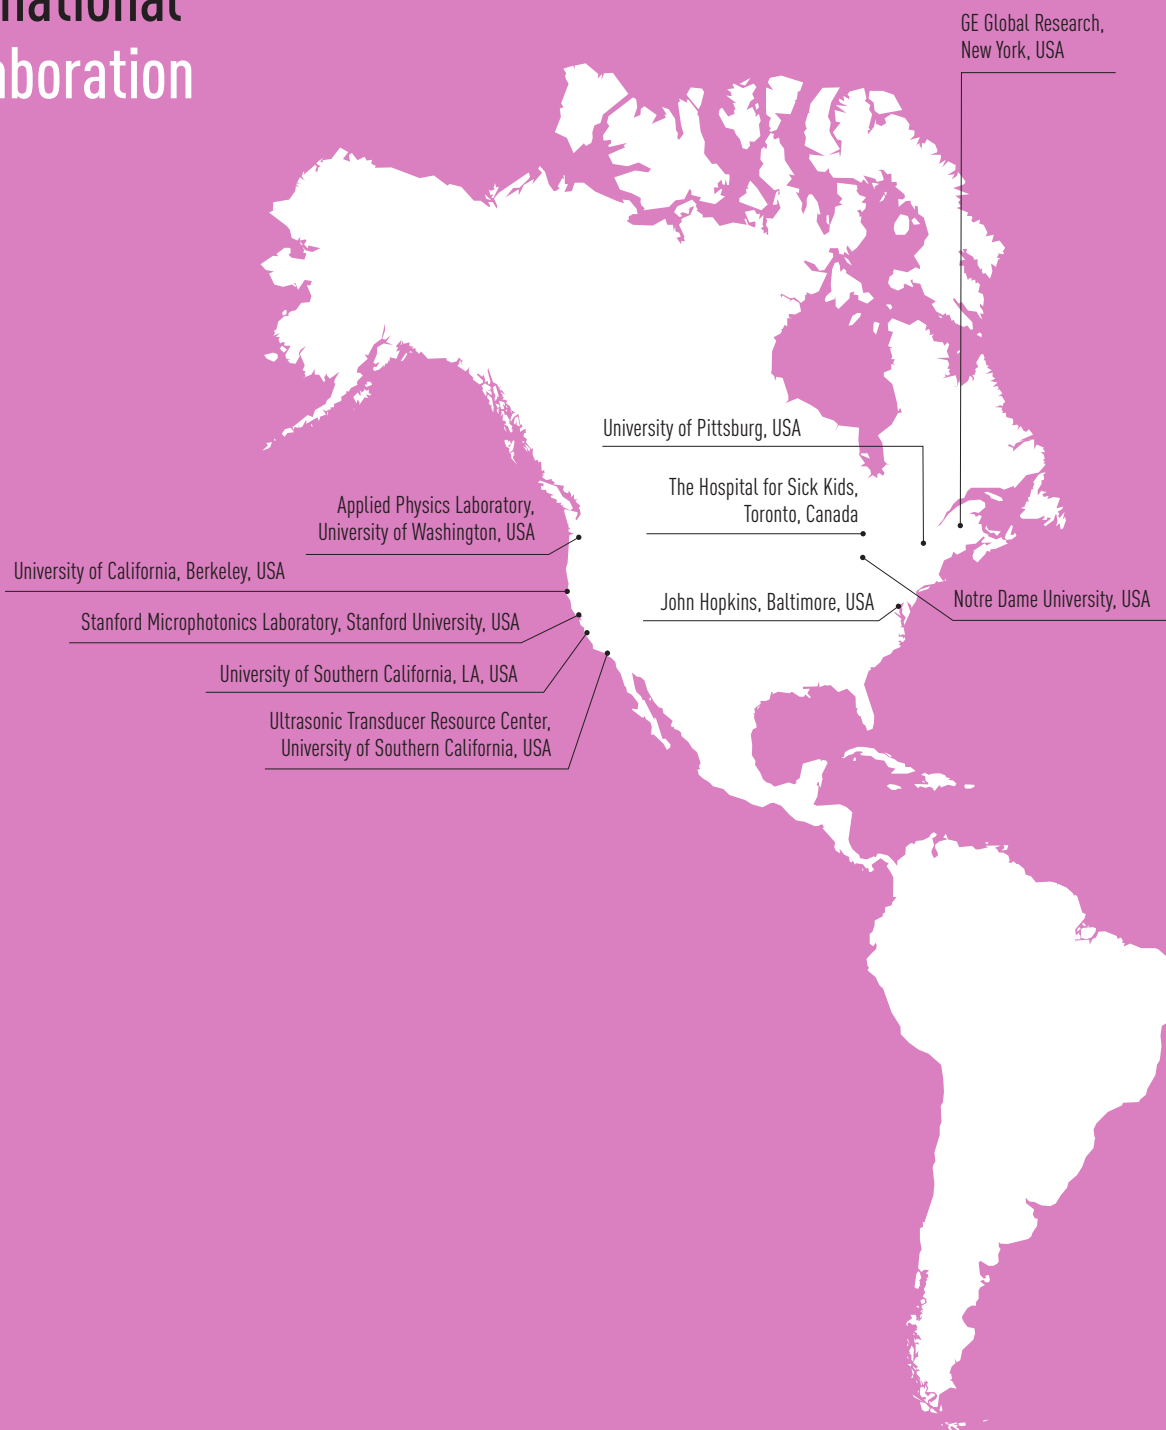 national
aboration
GE Global Research,
New York, USA
University of Pittsburg, USA
The Hospital for Sick Kids,
Toronto, Canada
Applied Physics Laboratory,
University of Washington, USA
University of California, Berkeley, USA
John Hopkins, Baltimore, USA
Notre Dame University, USA
Stanford Microphotonics Laboratory, Stanford University, USA
University of Southern California, LA, USA
Ultrasonic Transducer Resource Center,
University of Southern California, USA